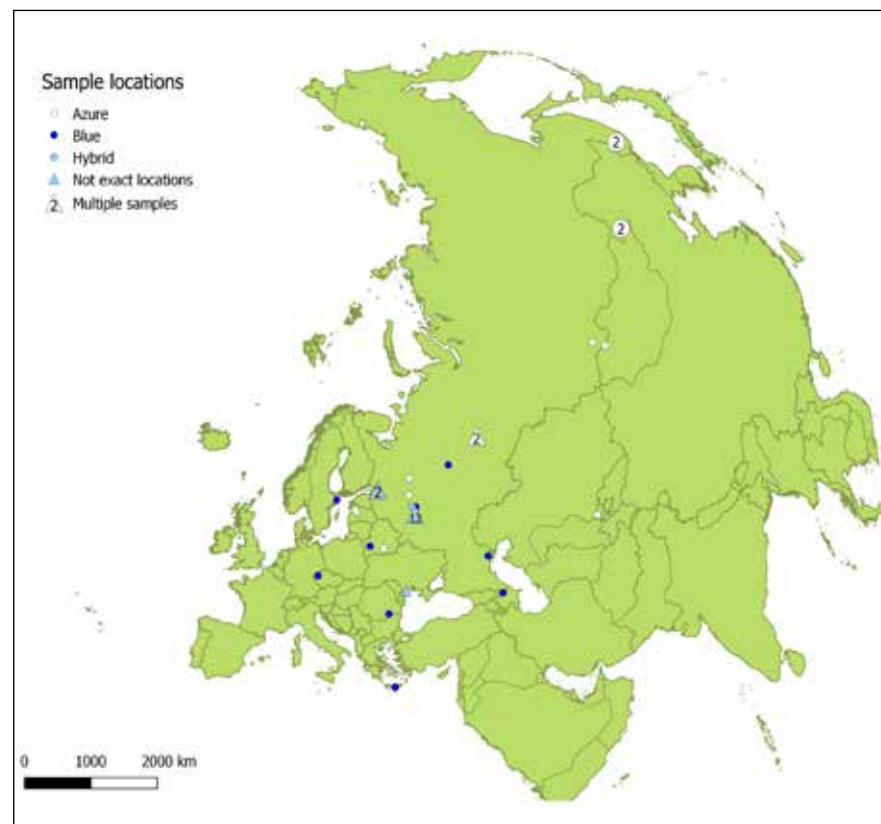 Sample locations
Azure
Blue
Hybrid
Not exact locations
2 Multiple samples
2
2
2
2
0 1000 2000 km